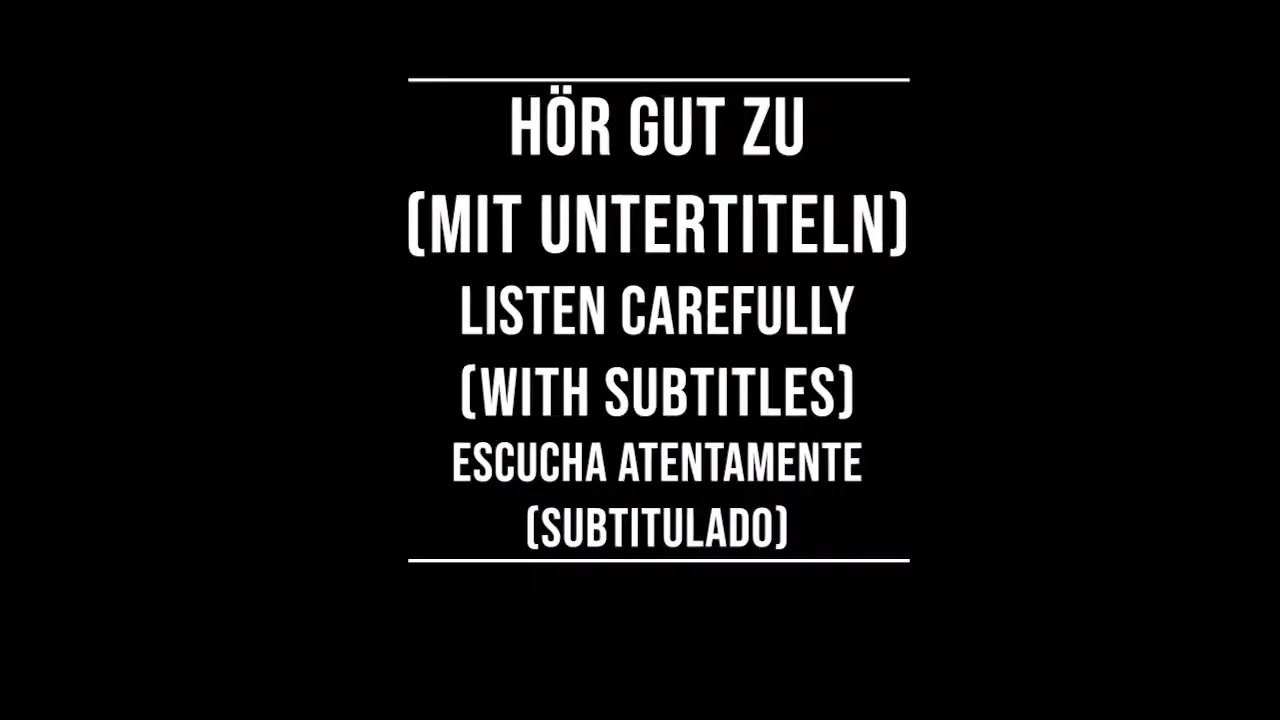 HÖR GUT ZU
(MIT UNTERTITELN)
LISTEN CAREFULLY
(WITH SUBTITLES)
ESCUCHA ATENTAMENTE
(SUBTITULADO)